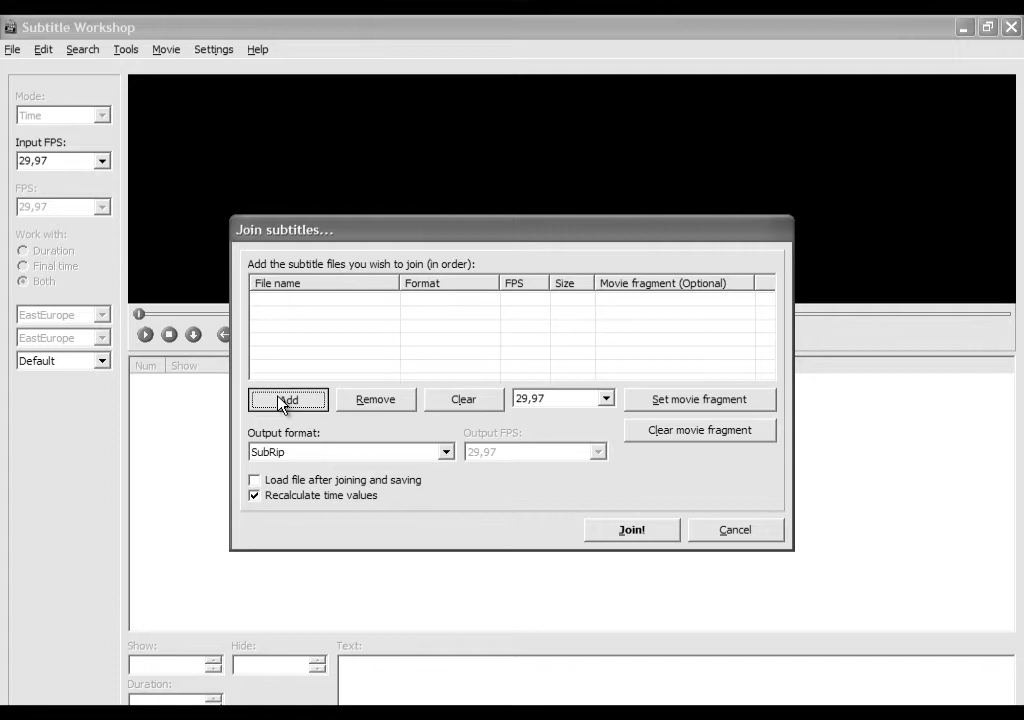 Subtitle Workshop
File Edit Search Tools Movie Settings Help
Mode:
Time
Input FPS:
29,97
FPS:
29,97
Work with:
Duration
Final time
Both
EastEurope
EastEurope
Default
Num Show
Join subtitles...
Add the subtitle files you wish to join (in order):
File name Format FPS Size Movie fragment (Optional)
Add Remove Clear 29,97 Set movie fragment
Clear movie fragment
Output format: Output FPS:
SubRip 29,97
Load file after joining and saving
Recalculate time values
Join! Cancel
Show: Hide: Text:
Duration: